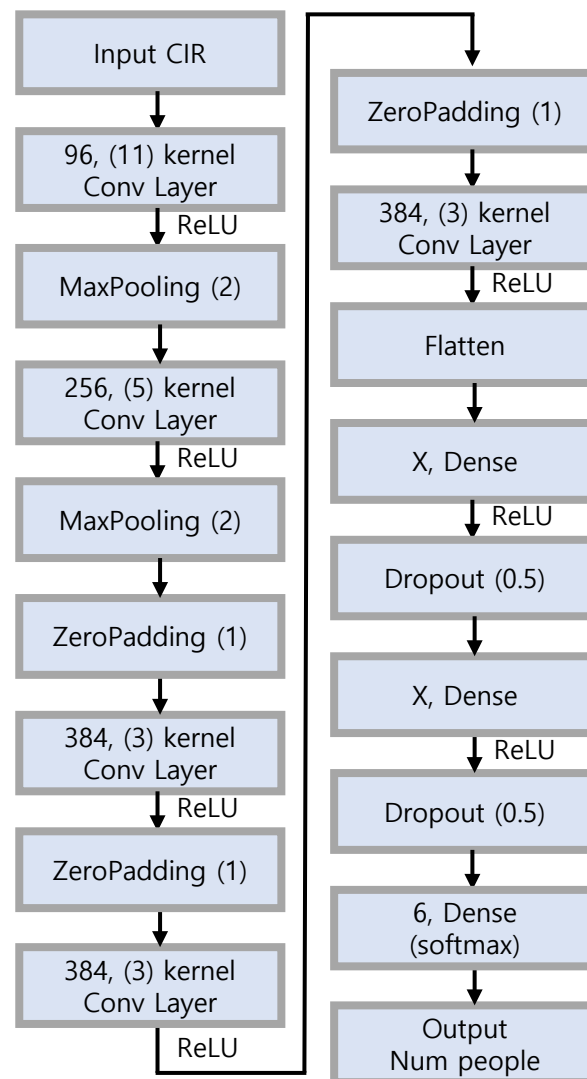 Input CIR
96, (11) kernel
Conv Layer
ReLU
MaxPooling (2)
256, (5) kernel
Conv Layer
ReLU
MaxPooling (2)
ZeroPadding (1)
384, (3) kernel
Conv Layer
ReLU
ZeroPadding (1)
384, (3) kernel
Conv Layer
ReLU
ZeroPadding (1)
384, (3) kernel
Conv Layer
ReLU
Flatten
X, Dense
ReLU
Dropout (0.5)
X, Dense
ReLU
Dropout (0.5)
6, Dense
(softmax)
Output
Num people